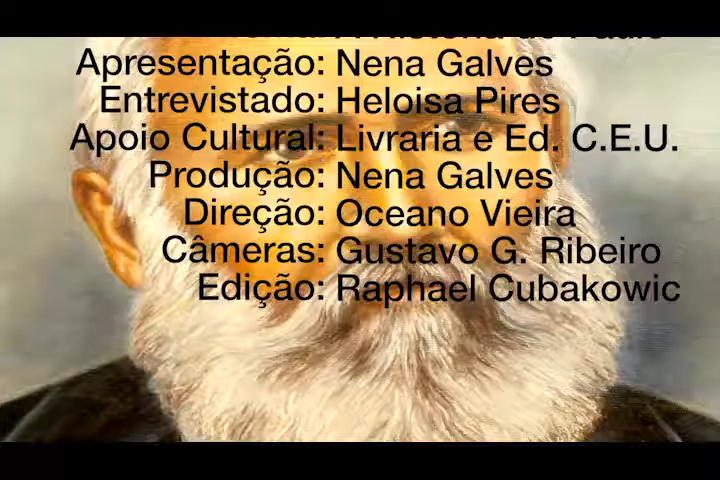 Apresentação: Nena Galves
Entrevistado: Heloisa Pires
Apoio Cultural: Livraria e Ed. C.E.U.
Produção: Nena Galves
Direção: Oceano Vieira
Câmeras: Gustavo G. Ribeiro
Edição: Raphael Cubakowic